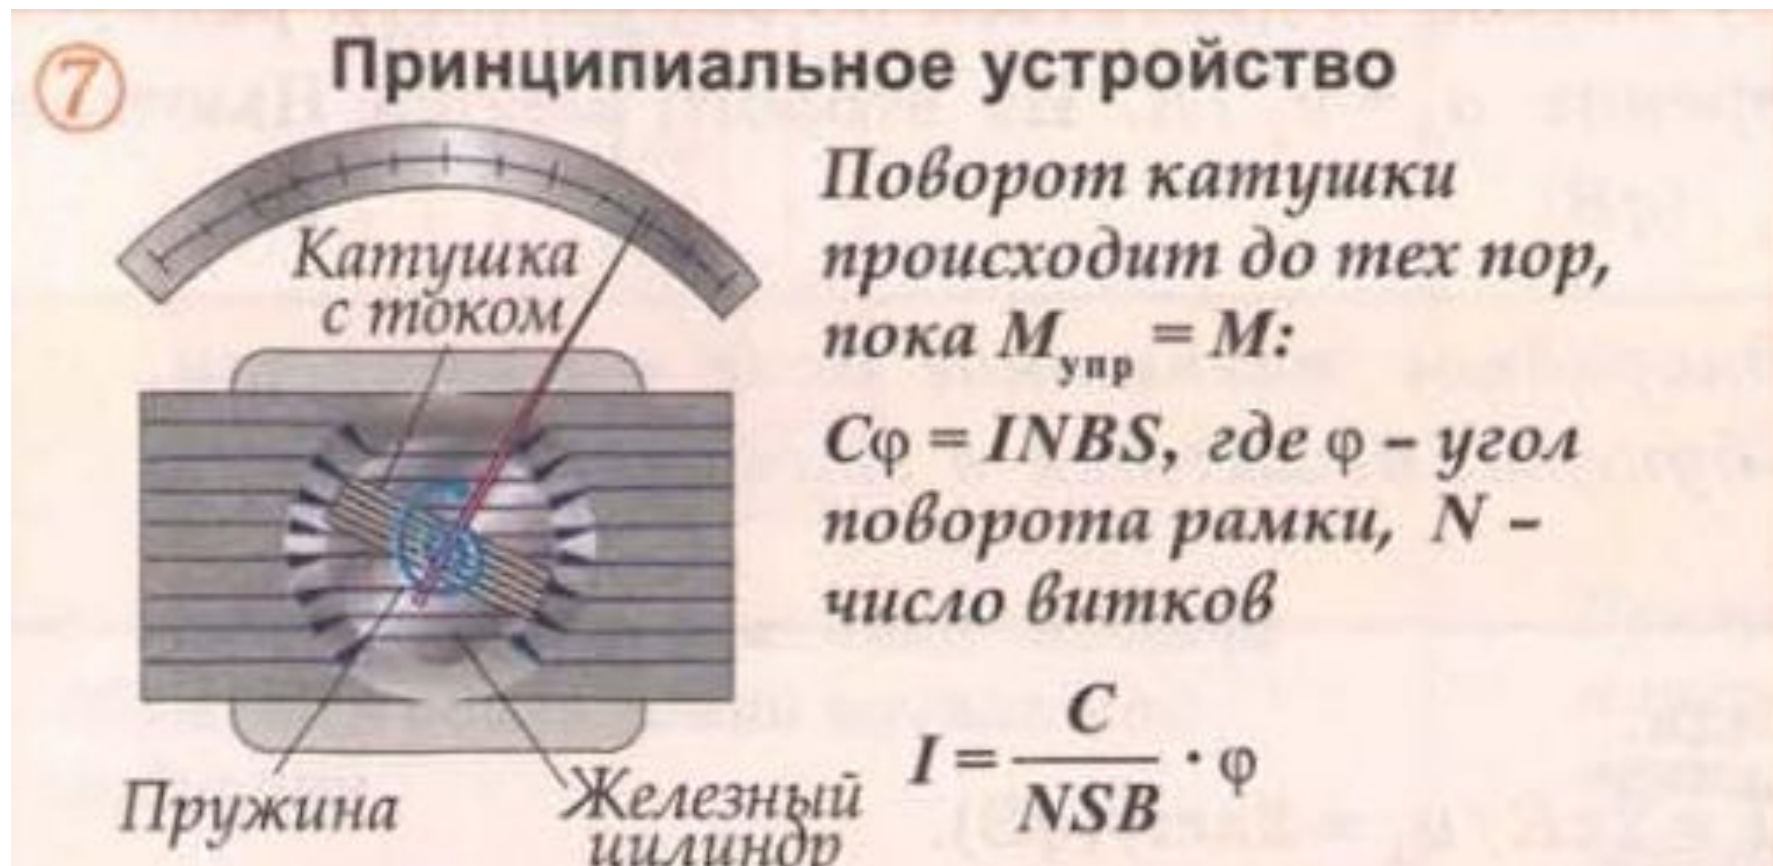 7
Принципиальное устройство
Катушка
с током
Пружина
Железный
цилиндр
Поворот катушки
происходит до тех пор,
пока Mупр = M:
Cφ = INBS, где φ – угол
поворота рамки, N –
число витков
I = C/NSB · φ